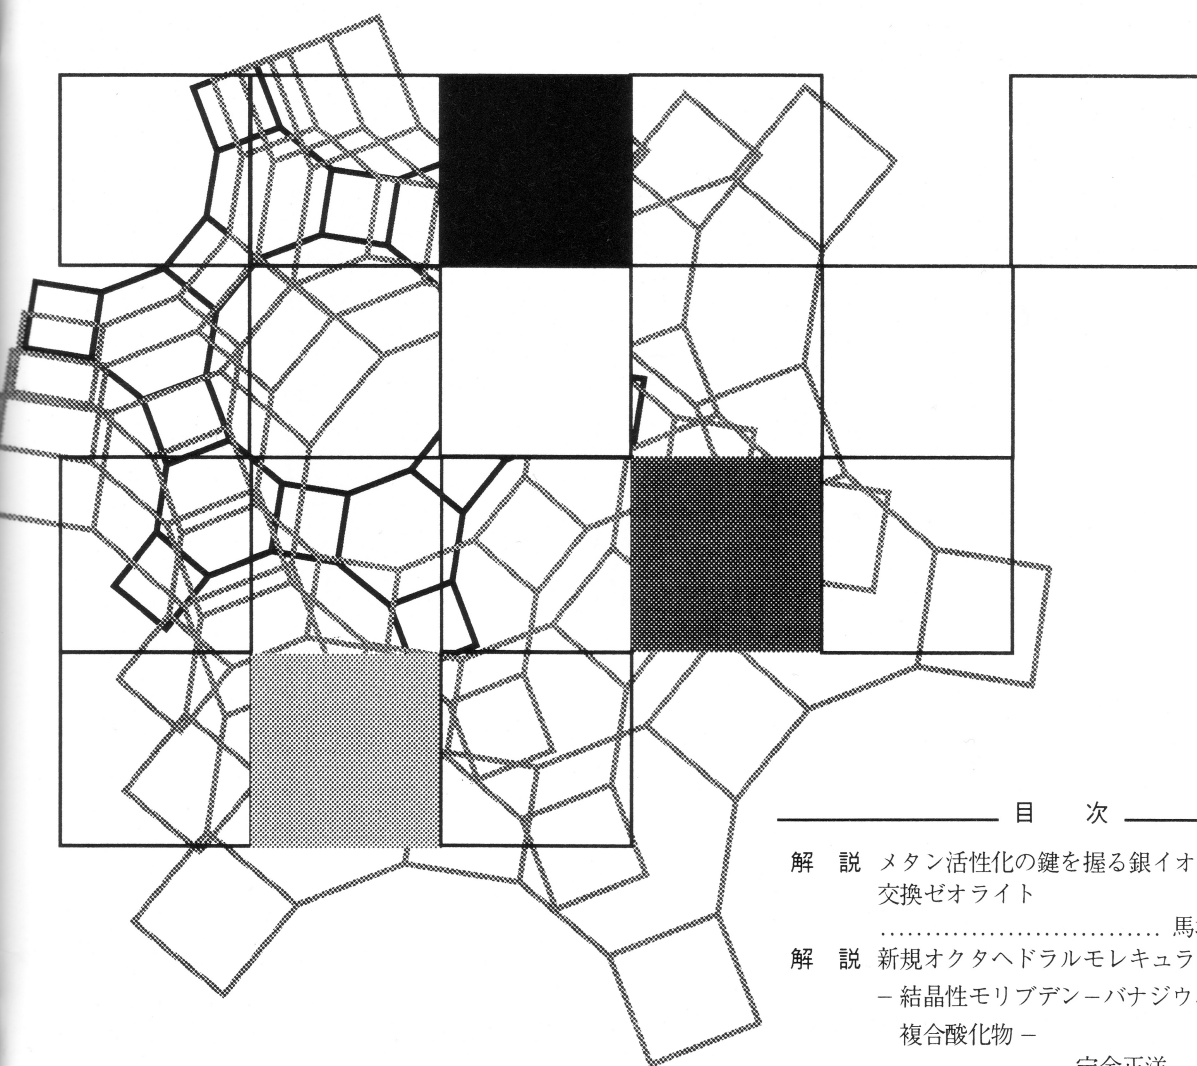 目　次
解　説　メタン活性化の鍵を握る銀イオ
交換ゼオライト
............................... 馬
解　説　新規オクタヘドラルモレキュラ
－結晶性モリブデン－バナジウ
複合酸化物－